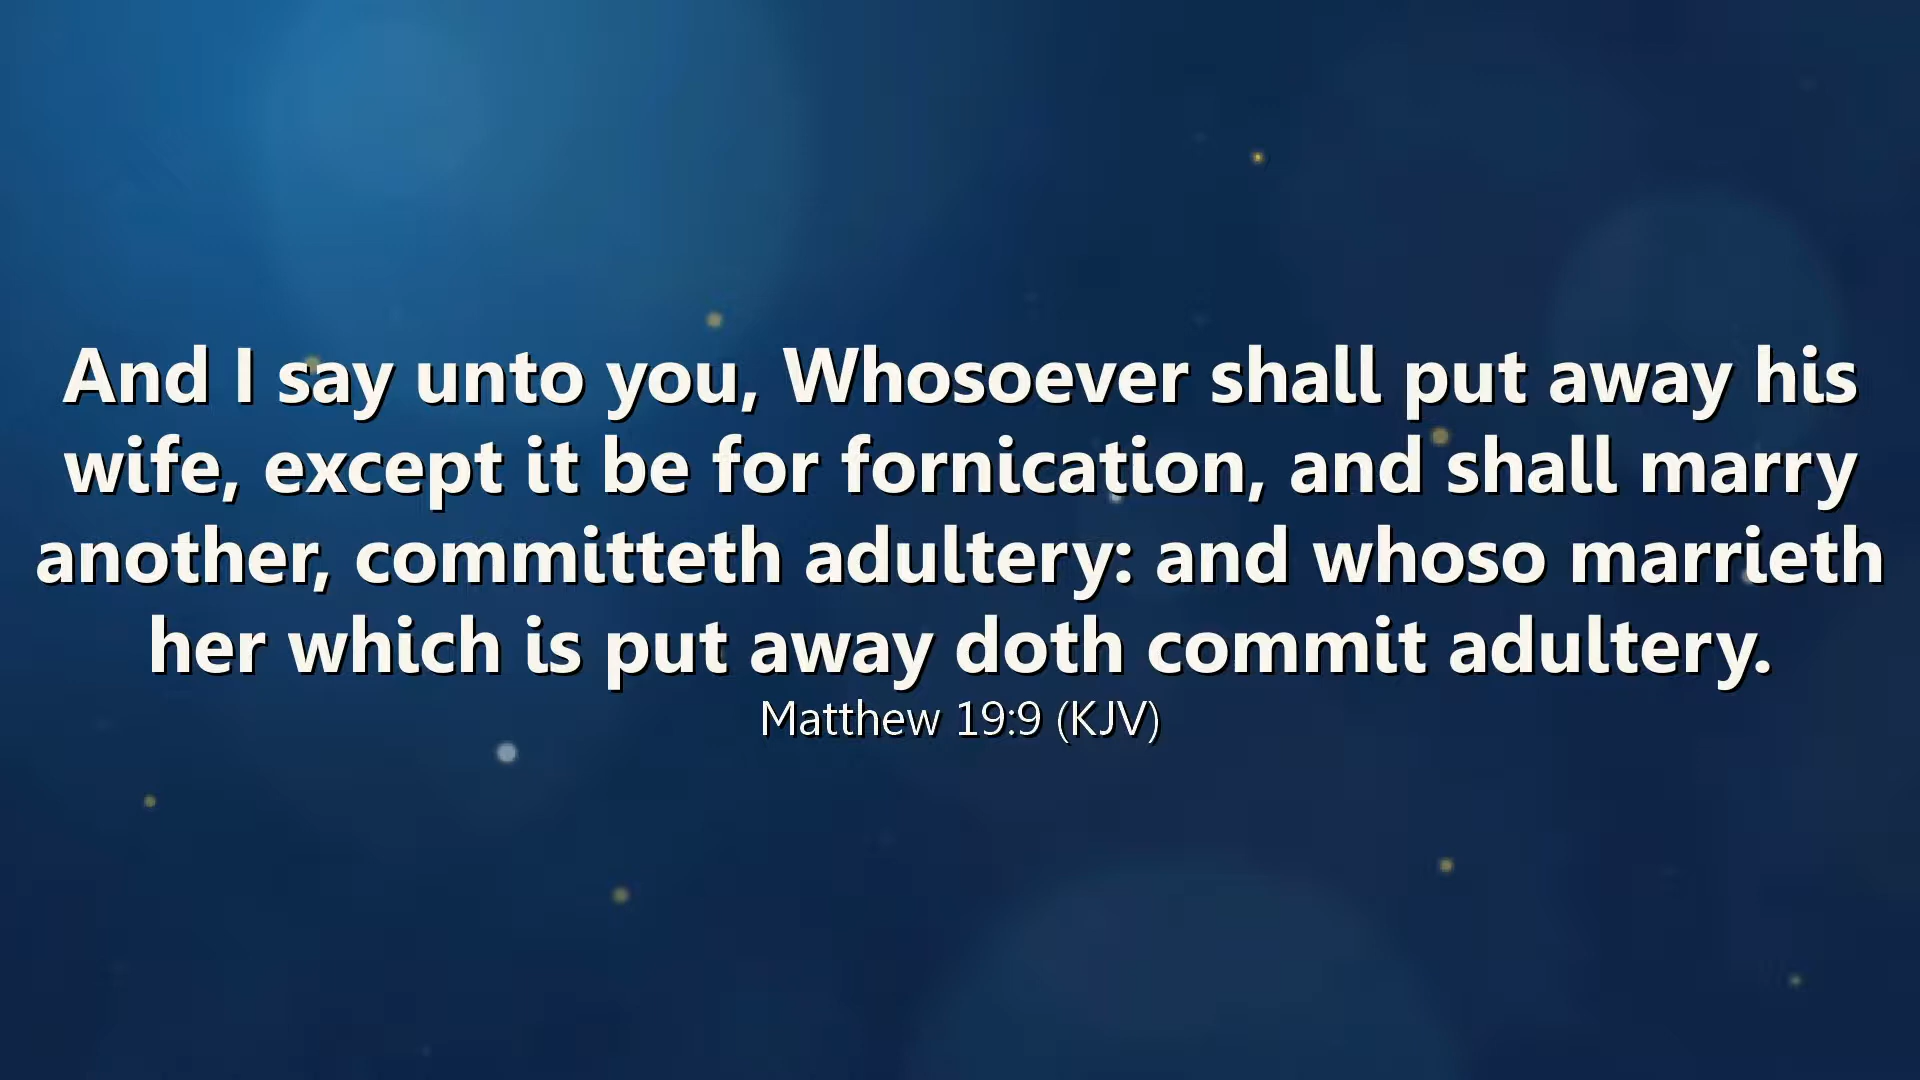 And I say unto you, Whosoever shall put away his
wife, except it be for fornication, and shall marry
another, committeth adultery: and whoso marrieth
her which is put away doth commit adultery.
Matthew 19:9 (KJV)